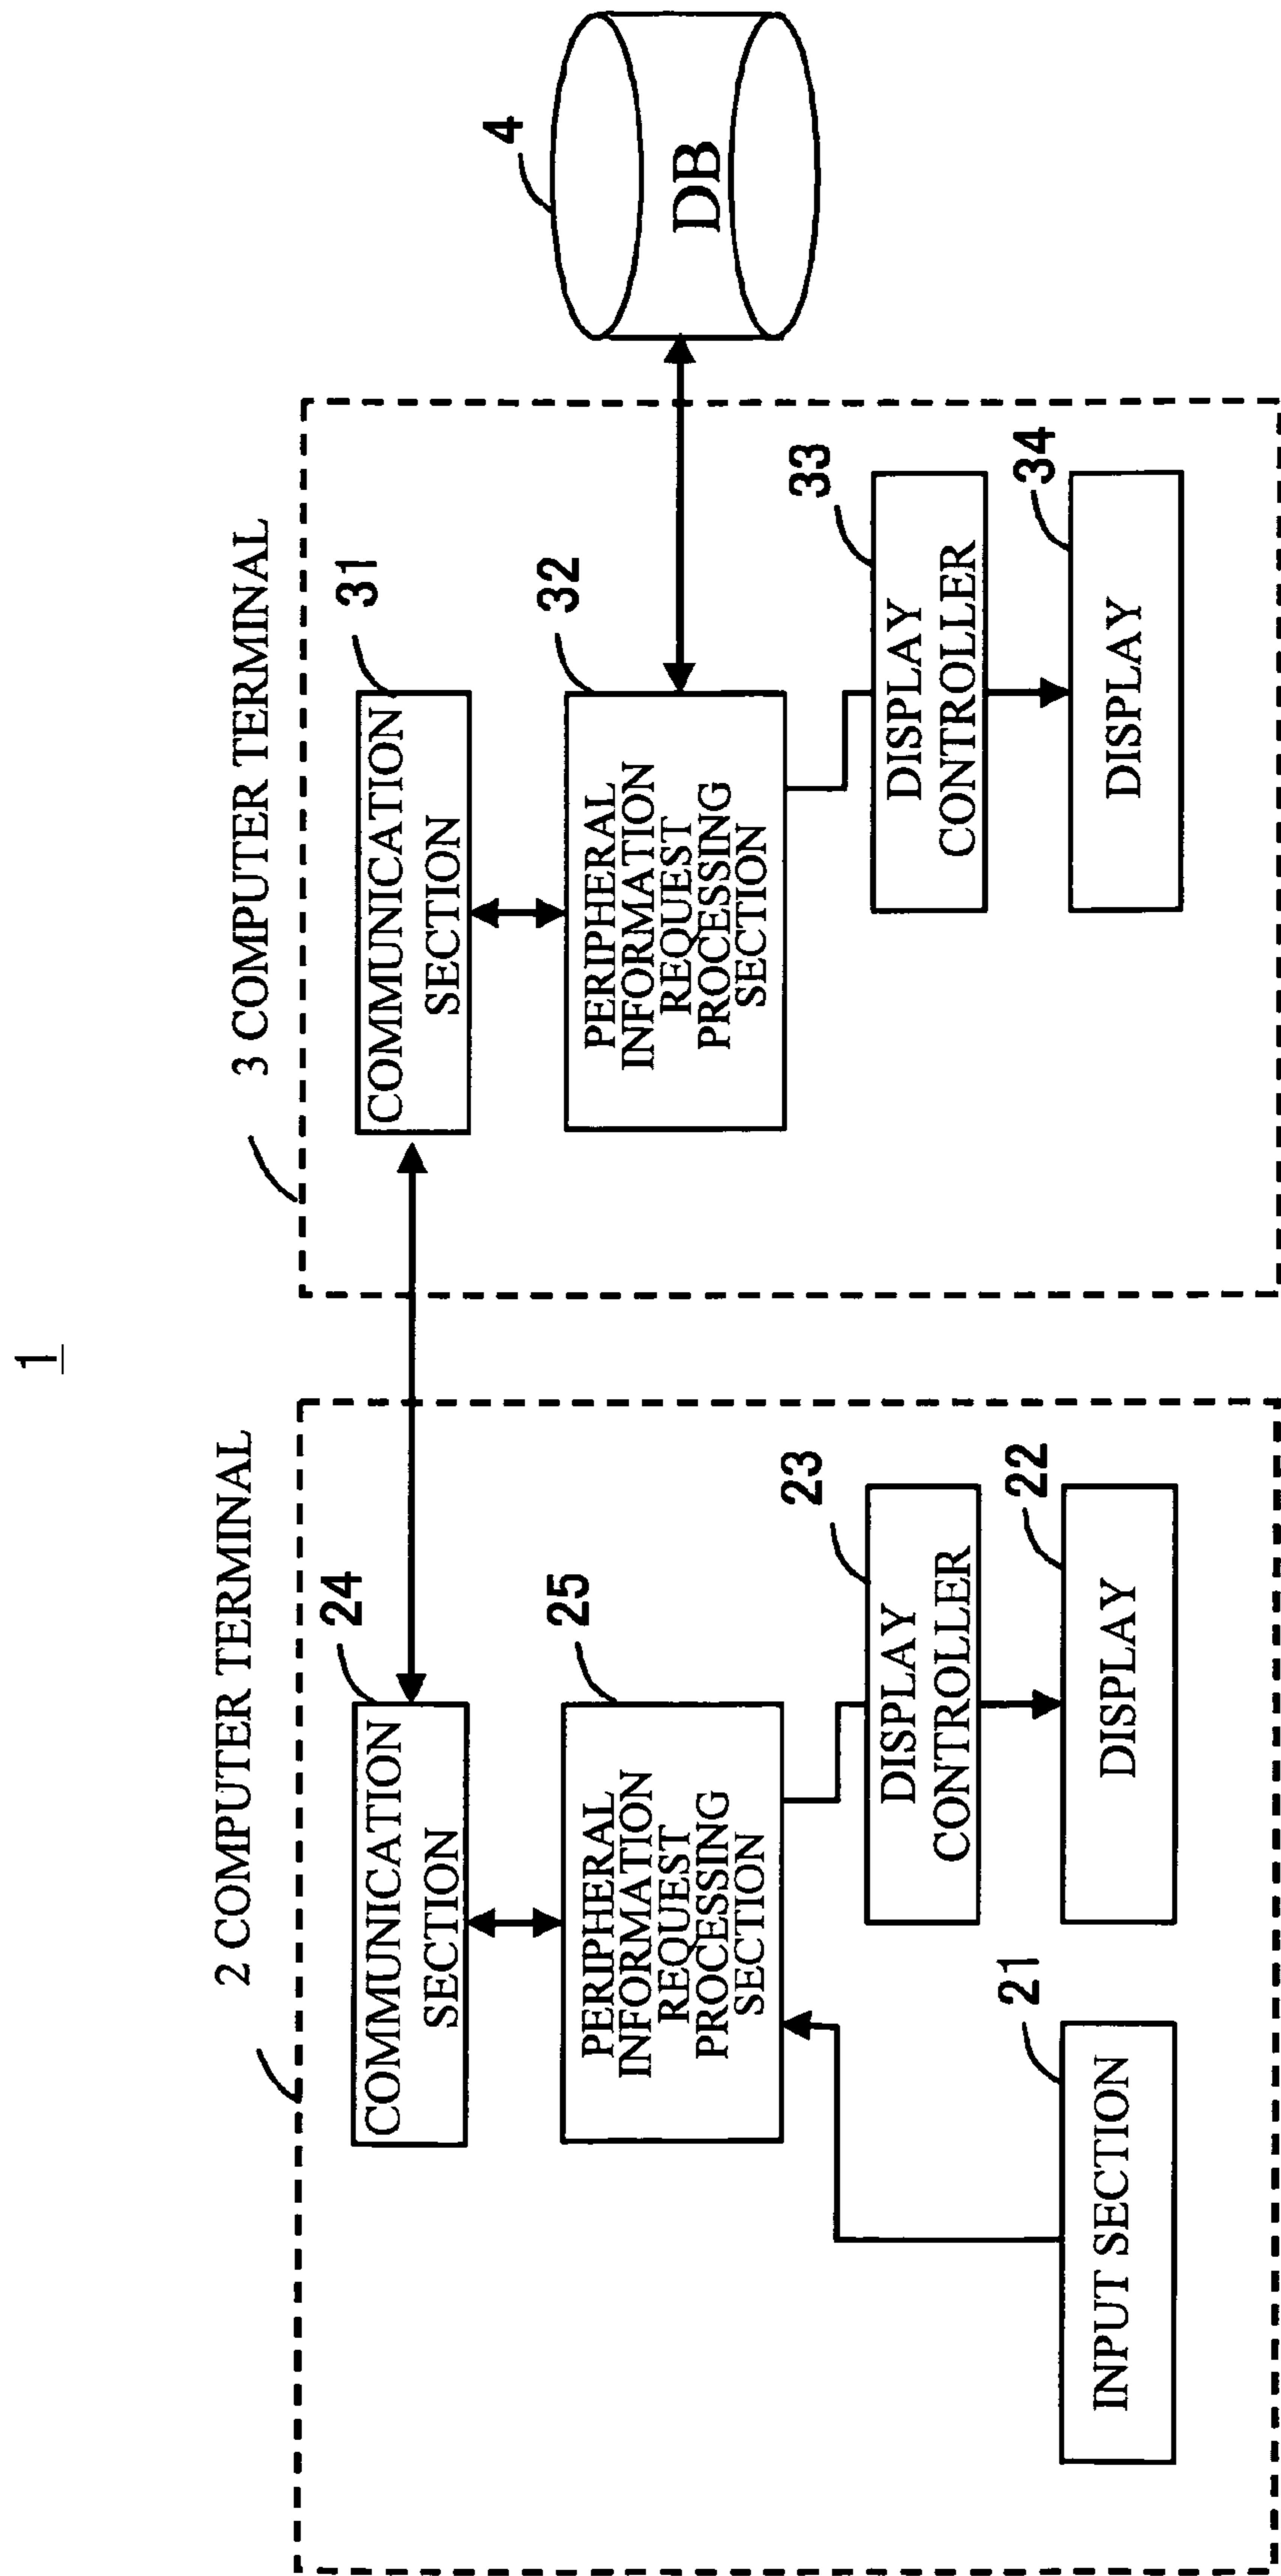 1
2 COMPUTER TERMINAL
24
COMMUNICATION
SECTION
25
PERIPHERAL
INFORMATION
REQUEST
PROCESSING
SECTION
23
DISPLAY
CONTROLLER
22
DISPLAY
21
INPUT SECTION
3 COMPUTER TERMINAL
31
COMMUNICATION
SECTION
32
PERIPHERAL
INFORMATION
REQUEST
PROCESSING
SECTION
33
DISPLAY
CONTROLLER
34
DISPLAY
4
DB